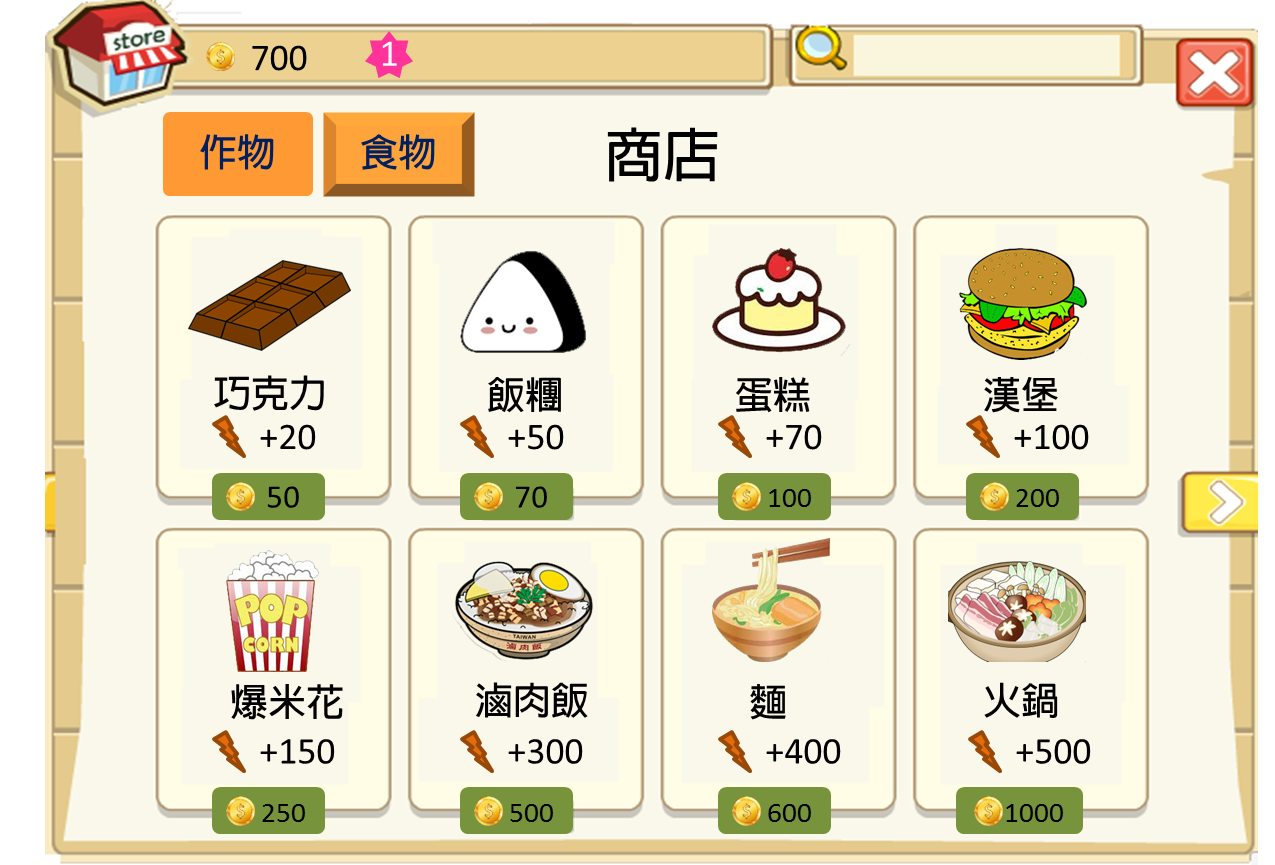 store
700
1
作物
食物
商店
巧克力
飯糰
蛋糕
漢堡
+20
+50
+70
+100
50
70
100
200
POP
CORN
TAIWAN
滷肉飯
爆米花
滷肉飯
麵
火鍋
+150
+300
+400
+500
250
500
600
1000